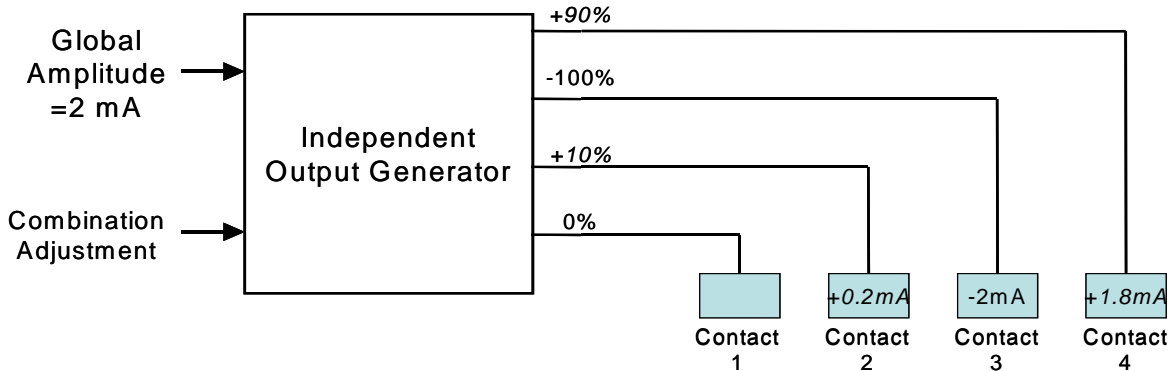 Global
Amplitude
=2 mA
Combination
Adjustment
Independent
Output Generator
+90%
-100%
+10%
0%
+0.2mA
-2mA
+1.8mA
Contact
1
Contact
2
Contact
3
Contact
4